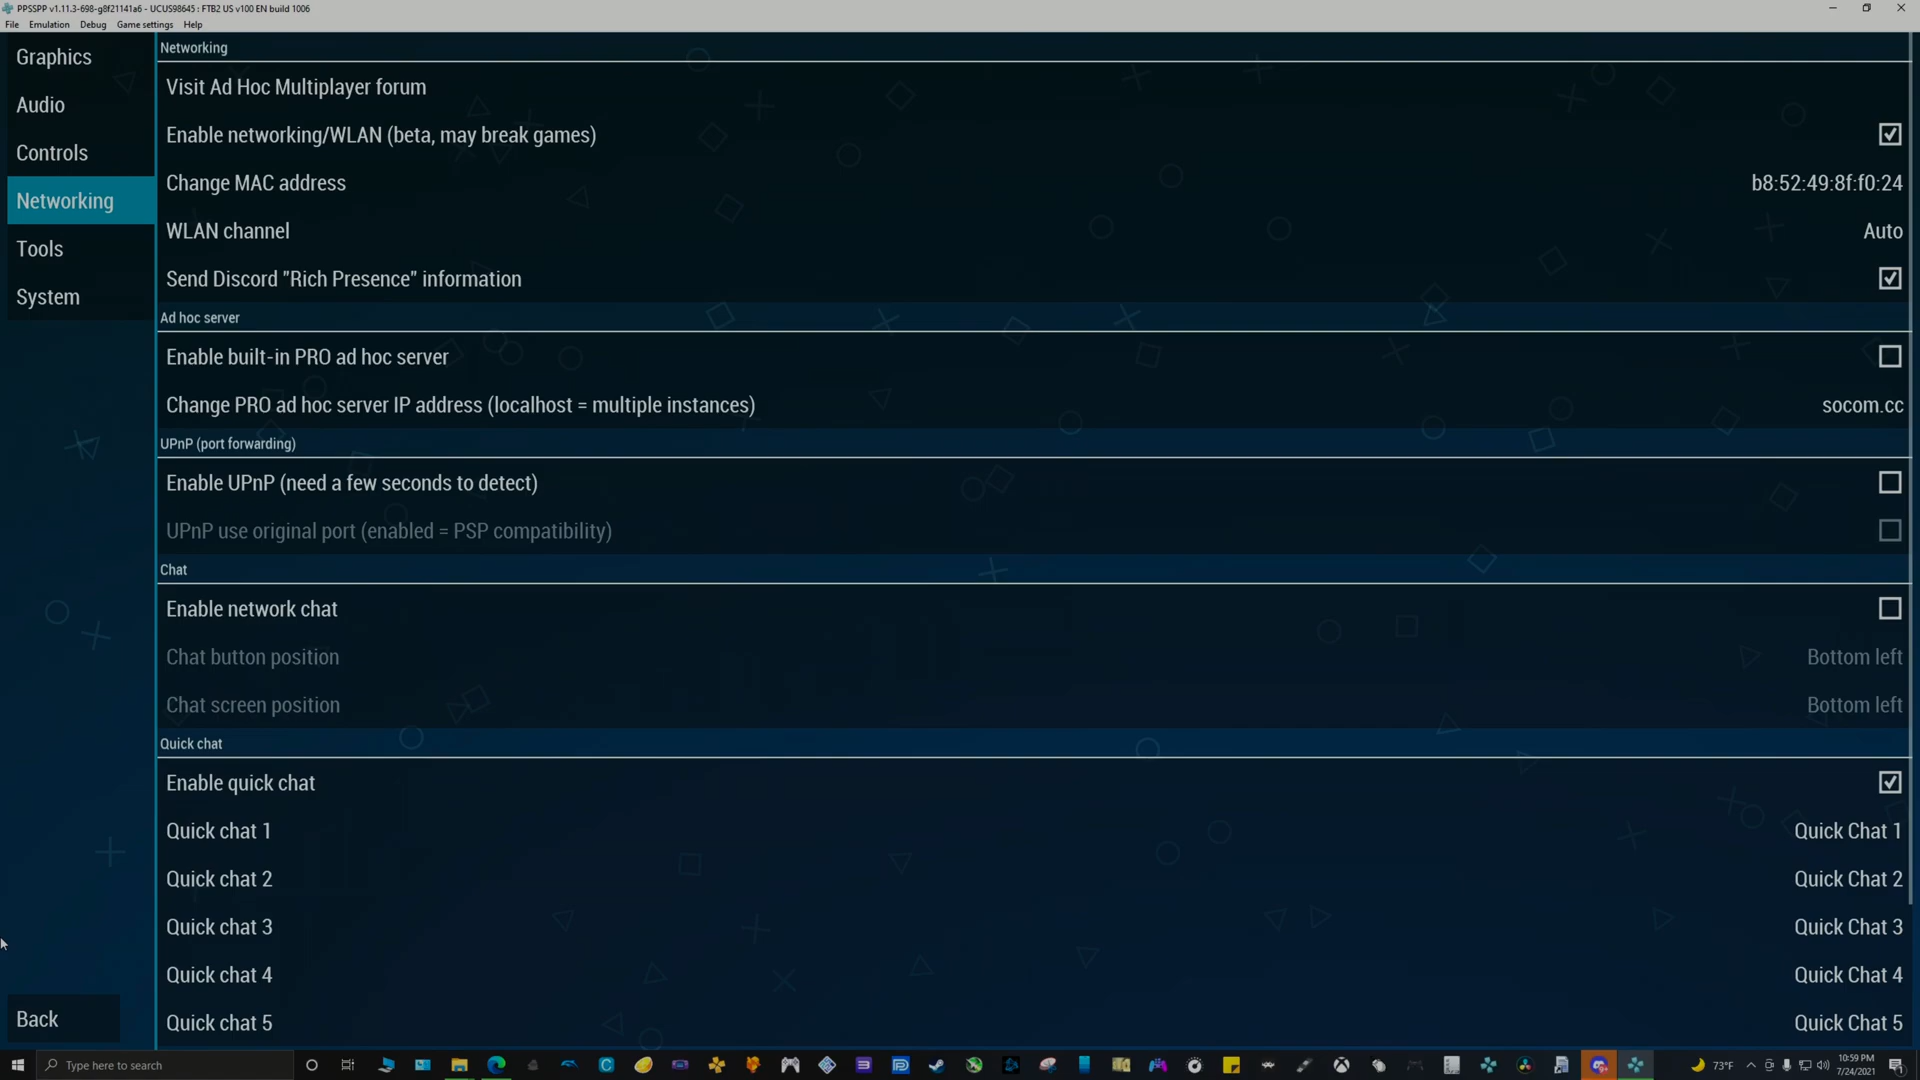 PPSSPP v1.11.3-698-g8f21141a6 - UCUS98645 : FTB2 US v100 EN build 1006
File Emulation Debug Game settings Help
Graphics
Audio
Controls
Networking
Tools
System
Back
Networking
Visit Ad Hoc Multiplayer forum
Enable networking/WLAN (beta, may break games)
Change MAC address b8:52:49:8f:f0:24
WLAN channel Auto
Send Discord "Rich Presence" information
Ad hoc server
Enable built-in PRO ad hoc server
Change PRO ad hoc server IP address (localhost = multiple instances) socom.cc
UPnP (port forwarding)
Enable UPnP (need a few seconds to detect)
UPnP use original port (enabled = PSP compatibility)
Chat
Enable network chat
Chat button position Bottom left
Chat screen position Bottom left
Quick chat
Enable quick chat
Quick chat 1 Quick Chat 1
Quick chat 2 Quick Chat 2
Quick chat 3 Quick Chat 3
Quick chat 4 Quick Chat 4
Quick chat 5 Quick Chat 5
Type here to search
73°F
10:59 PM
7/24/2021